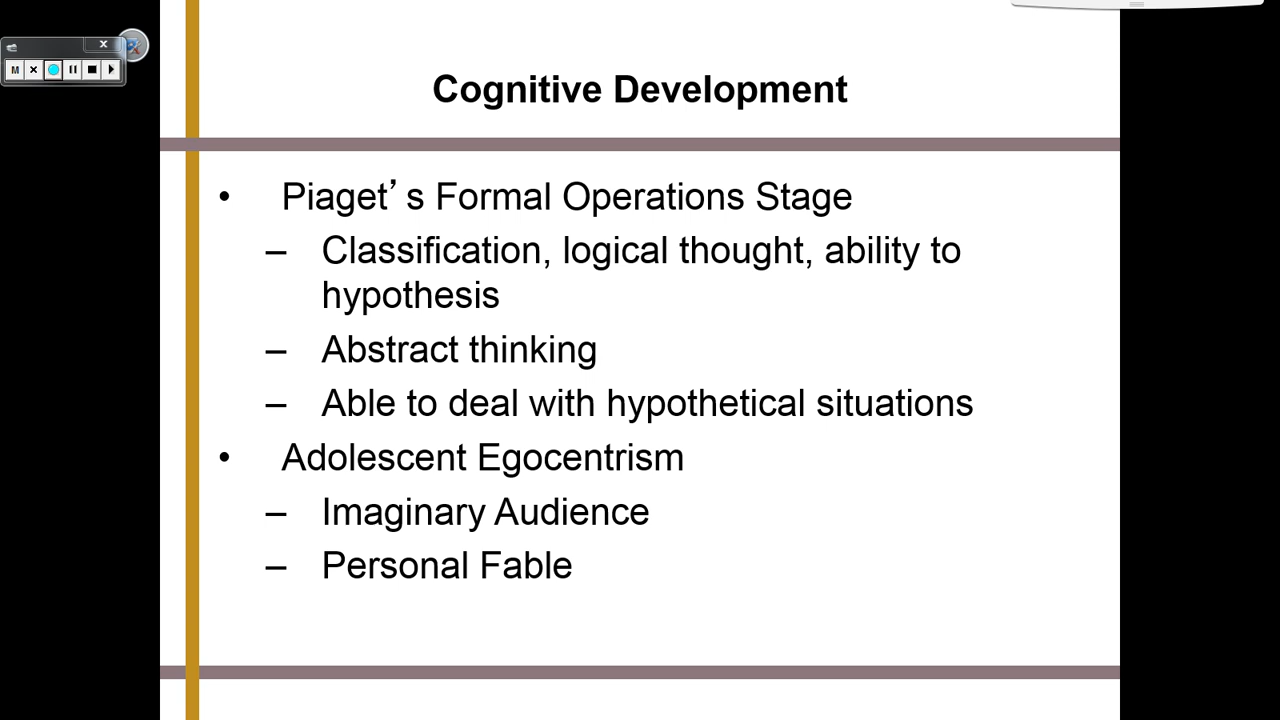 M
Cognitive Development
• Piaget’s Formal Operations Stage
– Classification, logical thought, ability to
hypothesis
– Abstract thinking
– Able to deal with hypothetical situations
• Adolescent Egocentrism
– Imaginary Audience
– Personal Fable